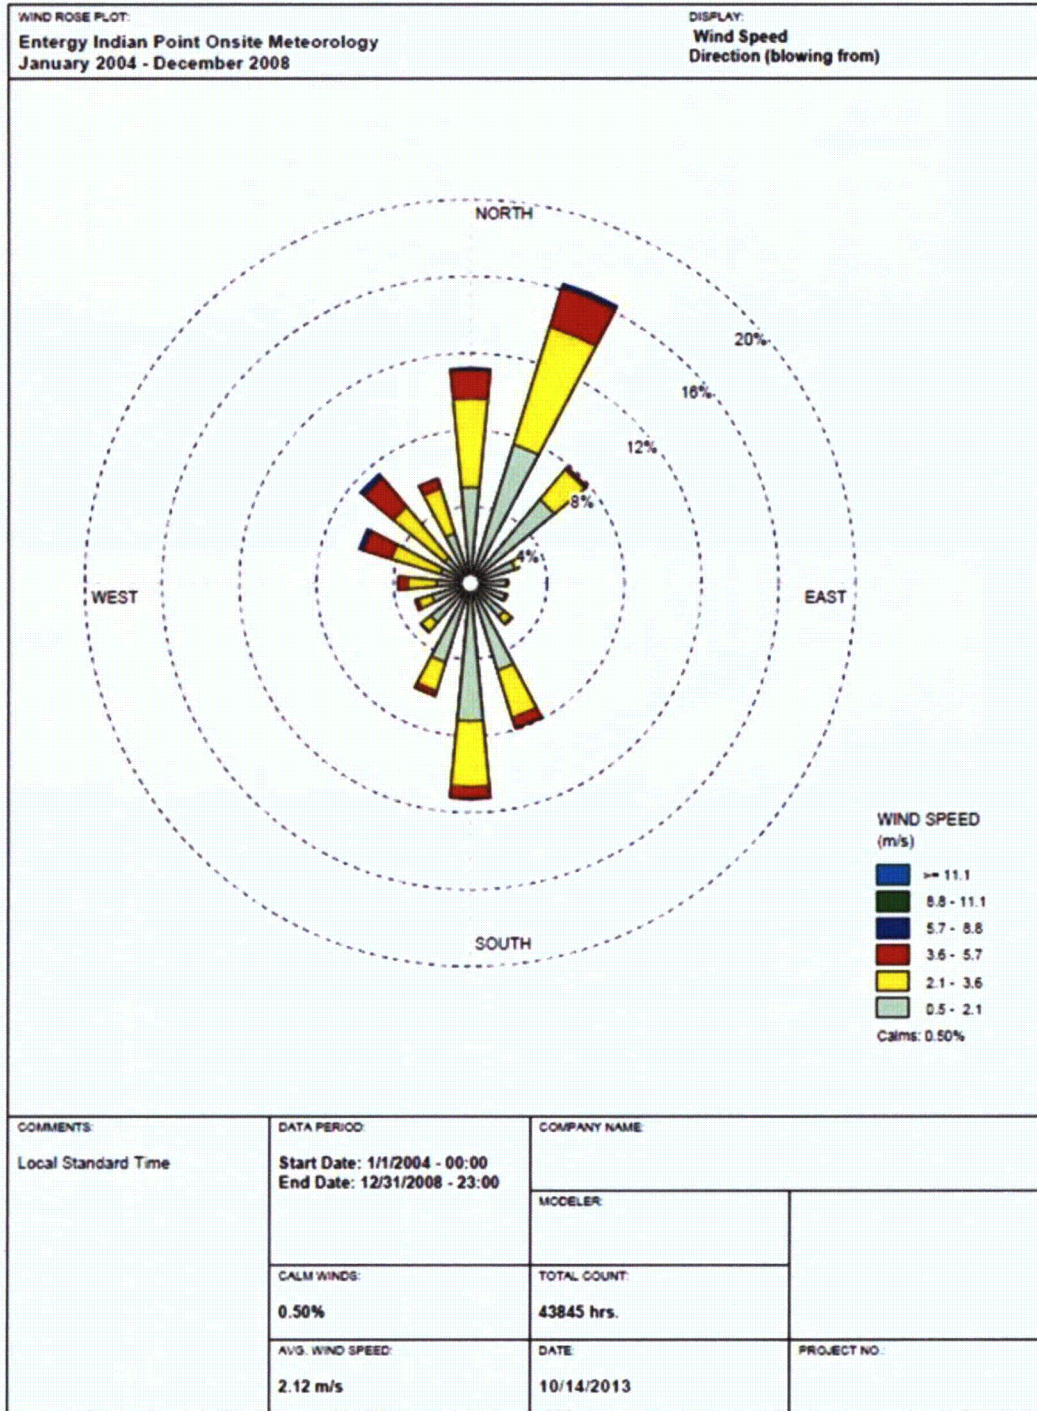 WIND ROSE PLOT:
Entergy Indian Point Onsite Meteorology
January 2004 - December 2008
DISPLAY:
Wind Speed
Direction (blowing from)
NORTH
20%
16%
12%
8%
4%
WEST
EAST
SOUTH
WIND SPEED
(m/s)
>= 11.1
8.8 - 11.1
5.7 - 8.8
3.6 - 5.7
2.1 - 3.6
0.5 - 2.1
Calms: 0.50%
COMMENTS:
Local Standard Time
DATA PERIOD:
Start Date: 1/1/2004 - 00:00
End Date: 12/31/2008 - 23:00
COMPANY NAME:
MODELER:
CALM WINDS:
0.50%
TOTAL COUNT:
43845 hrs.
AVG. WIND SPEED:
2.12 m/s
DATE:
10/14/2013
PROJECT NO.: